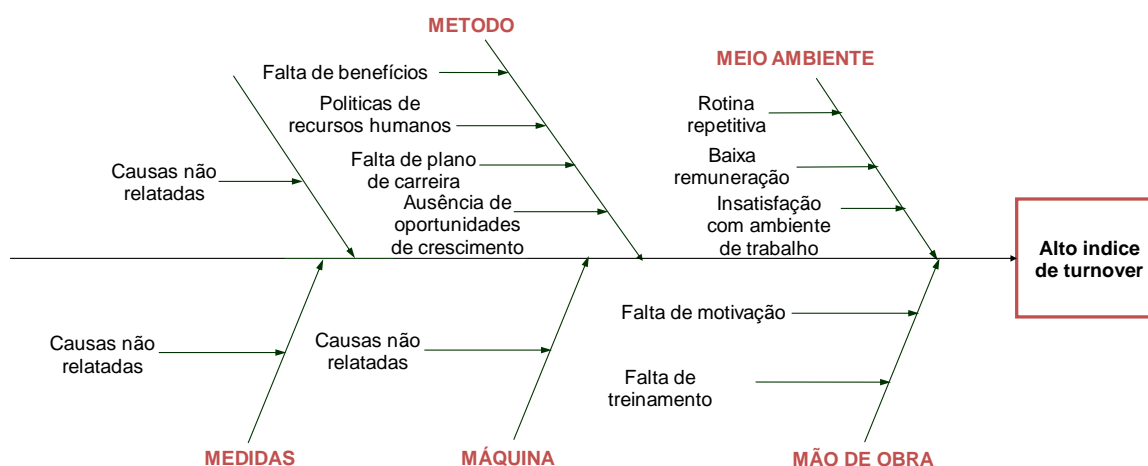 METODO
MEIO AMBIENTE
Falta de benefícios
Politicas de
recursos humanos
Falta de plano
de carreira
Ausência de
oportunidades
de crescimento
Rotina
repetitiva
Baixa
remuneração
Insatisfação
com ambiente
de trabalho
Causas não
relatadas
Alto indice
de turnover
Causas não
relatadas
Causas não
relatadas
Falta de motivação
Falta de
treinamento
MEDIDAS
MÁQUINA
MÃO DE OBRA